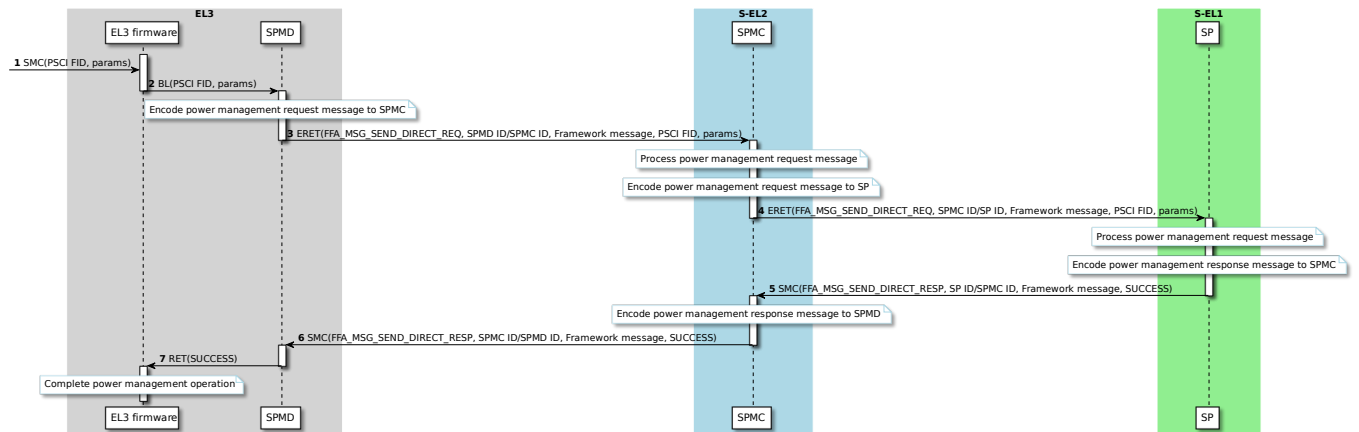 EL3
S-EL2
S-EL1
EL3 firmware
SPMD
SPMC
SP
1 SMC(PSCI FID, params)
2 BL(PSCI FID, params)
Encode power management request message to SPMC
3 ERET(FFA_MSG_SEND_DIRECT_REQ, SPMD ID/SPMC ID, Framework message, PSCI FID, params)
Process power management request message
Encode power management request message to SP
4 ERET(FFA_MSG_SEND_DIRECT_REQ, SPMC ID/SP ID, Framework message, PSCI FID, params)
Process power management request message
Encode power management response message to SPMC
5 SMC(FFA_MSG_SEND_DIRECT_RESP, SP ID/SPMC ID, Framework message, SUCCESS)
Encode power management response message to SPMD
6 SMC(FFA_MSG_SEND_DIRECT_RESP, SPMC ID/SPMD ID, Framework message, SUCCESS)
7 RET(SUCCESS)
Complete power management operation
EL3 firmware
SPMD
SPMC
SP